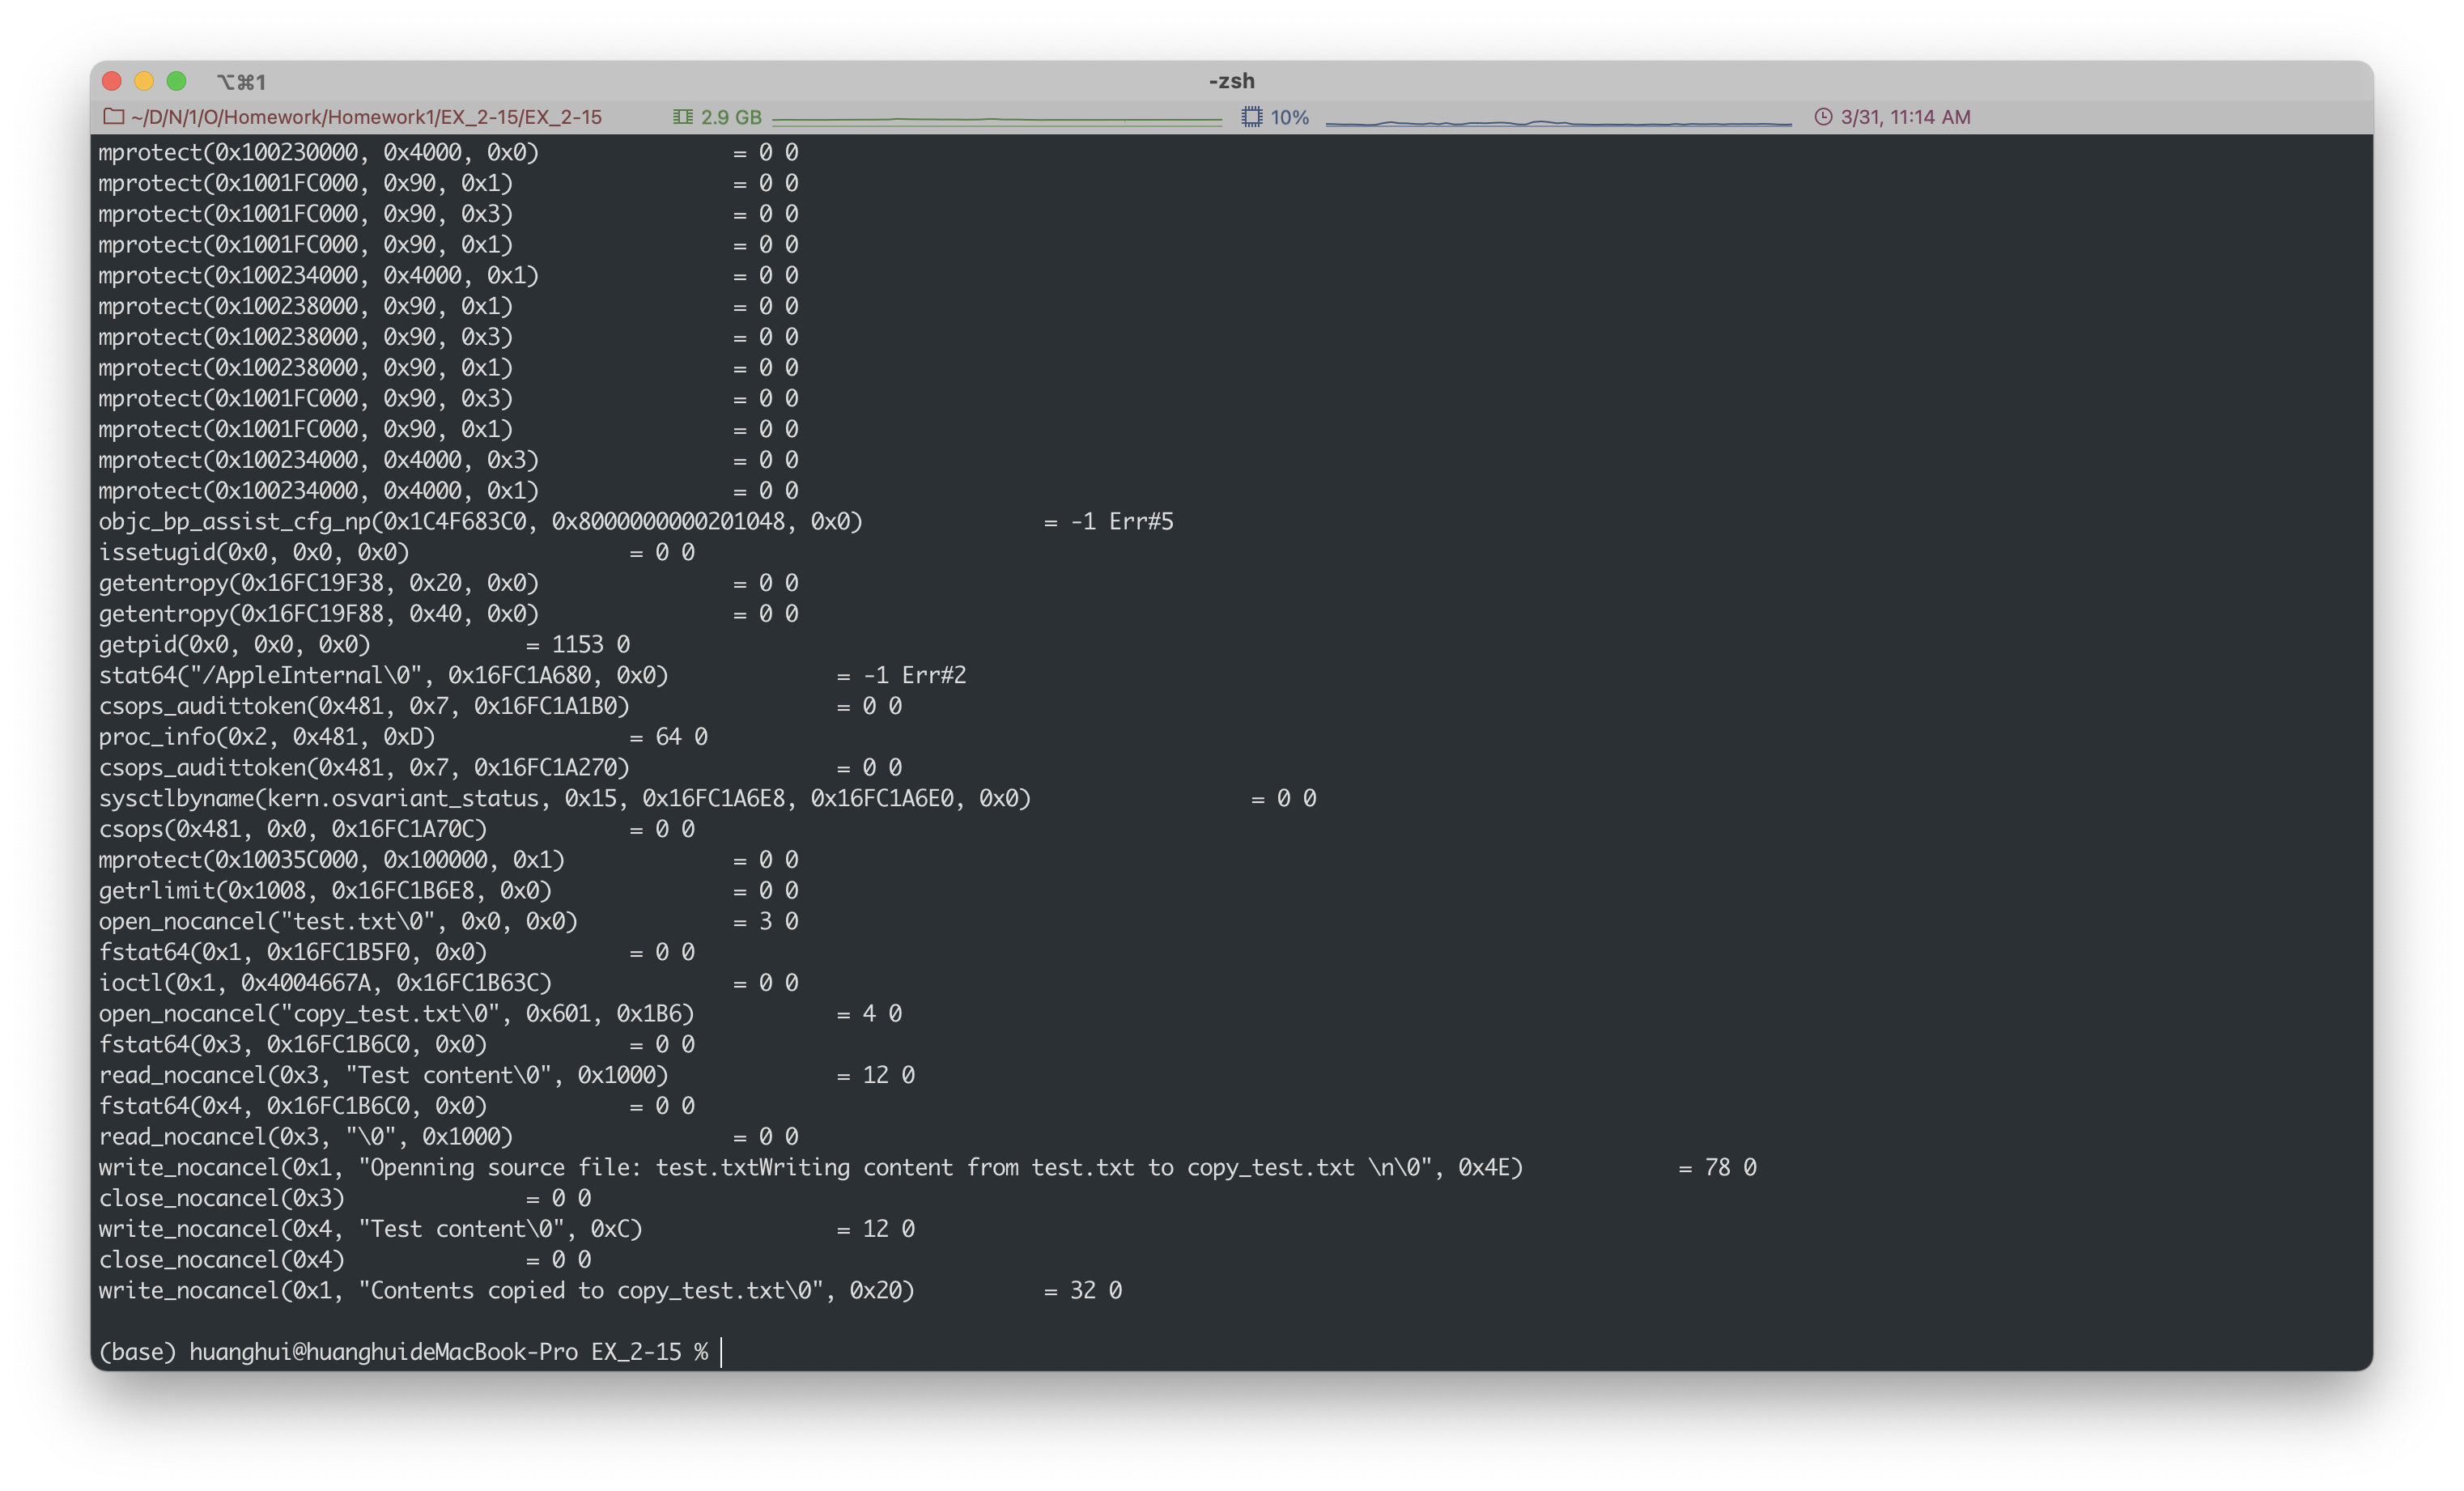 ⌥⌘1 -zsh
~/D/N/1/O/Homework/Homework1/EX_2-15/EX_2-15 2.9 GB 10% 3/31, 11:14 AM
mprotect(0x100230000, 0x4000, 0x0) = 0 0
mprotect(0x1001FC000, 0x90, 0x1) = 0 0
mprotect(0x1001FC000, 0x90, 0x3) = 0 0
mprotect(0x1001FC000, 0x90, 0x1) = 0 0
mprotect(0x100234000, 0x4000, 0x1) = 0 0
mprotect(0x100238000, 0x90, 0x1) = 0 0
mprotect(0x100238000, 0x90, 0x3) = 0 0
mprotect(0x100238000, 0x90, 0x1) = 0 0
mprotect(0x1001FC000, 0x90, 0x3) = 0 0
mprotect(0x1001FC000, 0x90, 0x1) = 0 0
mprotect(0x100234000, 0x4000, 0x3) = 0 0
mprotect(0x100234000, 0x4000, 0x1) = 0 0
objc_bp_assist_cfg_np(0x1C4F683C0, 0x8000000000201048, 0x0) = -1 Err#5
issetugid(0x0, 0x0, 0x0) = 0 0
getentropy(0x16FC19F38, 0x20, 0x0) = 0 0
getentropy(0x16FC19F88, 0x40, 0x0) = 0 0
getpid(0x0, 0x0, 0x0) = 1153 0
stat64("/AppleInternal\0", 0x16FC1A680, 0x0) = -1 Err#2
csops_audittoken(0x481, 0x7, 0x16FC1A1B0) = 0 0
proc_info(0x2, 0x481, 0xD) = 64 0
csops_audittoken(0x481, 0x7, 0x16FC1A270) = 0 0
sysctlbyname(kern.osvariant_status, 0x15, 0x16FC1A6E8, 0x16FC1A6E0, 0x0) = 0 0
csops(0x481, 0x0, 0x16FC1A70C) = 0 0
mprotect(0x10035C000, 0x100000, 0x1) = 0 0
getrlimit(0x1008, 0x16FC1B6E8, 0x0) = 0 0
open_nocancel("test.txt\0", 0x0, 0x0) = 3 0
fstat64(0x1, 0x16FC1B5F0, 0x0) = 0 0
ioctl(0x1, 0x4004667A, 0x16FC1B63C) = 0 0
open_nocancel("copy_test.txt\0", 0x601, 0x1B6) = 4 0
fstat64(0x3, 0x16FC1B6C0, 0x0) = 0 0
read_nocancel(0x3, "Test content\0", 0x1000) = 12 0
fstat64(0x4, 0x16FC1B6C0, 0x0) = 0 0
read_nocancel(0x3, "\0", 0x1000) = 0 0
write_nocancel(0x1, "Openning source file: test.txtWriting content from test.txt to copy_test.txt \n\0", 0x4E) = 78 0
close_nocancel(0x3) = 0 0
write_nocancel(0x4, "Test content\0", 0xC) = 12 0
close_nocancel(0x4) = 0 0
write_nocancel(0x1, "Contents copied to copy_test.txt\0", 0x20) = 32 0
(base) huanghui@huanghuideMacBook-Pro EX_2-15 %